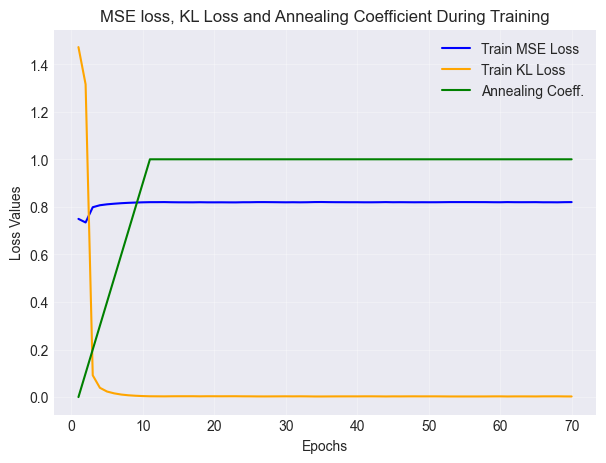 MSE loss, KL Loss and Annealing Coefficient During Training
Train MSE Loss
Train KL Loss
Annealing Coeff.
Loss Values
1.4
1.2
1.0
0.8
0.6
0.4
0.2
0.0
0 10 20 30 40 50 60 70
Epochs